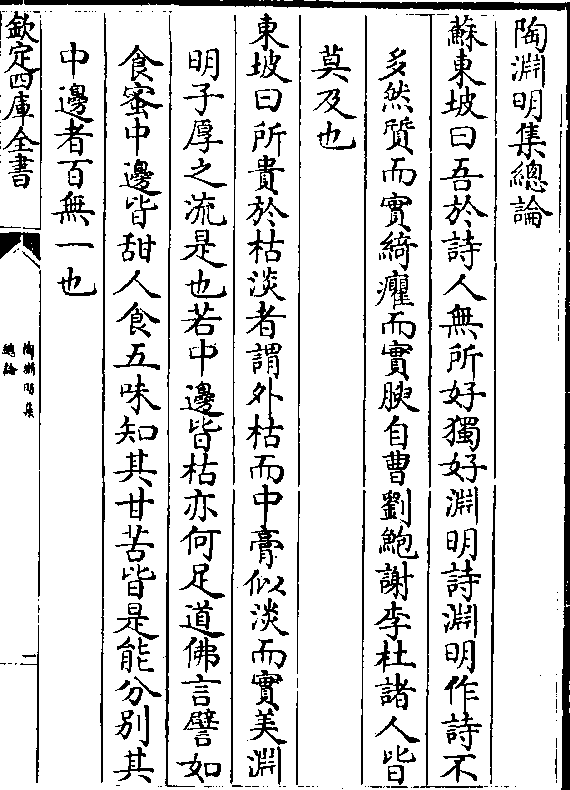 陶淵明集總論
蘇東坡曰吾於詩人無所好獨好淵明詩淵明作詩不
多然質而實綺癯而實腴自曹劉鮑謝李杜諸人皆
莫及也
東坡曰所貴於枯淡者謂外枯而中膏似淡而實美淵
明子厚之流是也若中邊皆枯亦何足道佛言譬如
食蜜中邊皆甜人食五味知其甘苦皆是能分別其
中邊者百無一也
欽定四庫全書
陶淵明集
總論
一